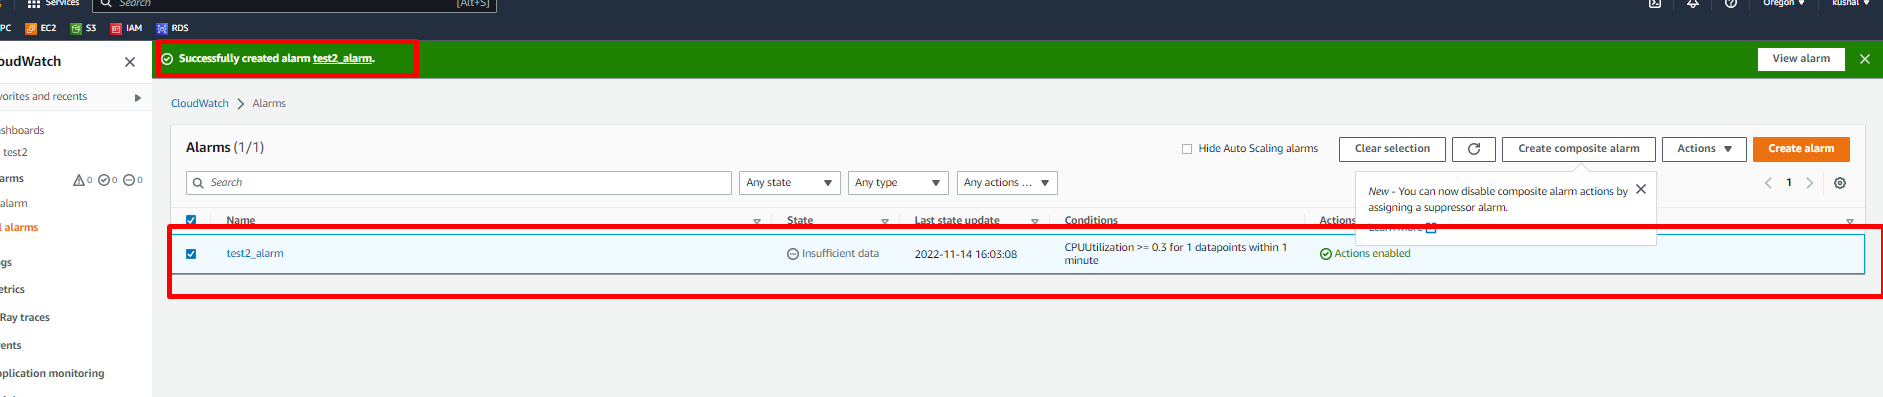 Services
Search
[Alt+S]
Oregon
kushal
PC
EC2
S3
IAM
RDS
Successfully created alarm test2_alarm.
View alarm
oudWatch
vorites and recents
shboards
test2
arms
0
0
0
alarm
l alarms
gs
etrics
Ray traces
ents
pplication monitoring
CloudWatch
Alarms
Alarms (1/1)
Hide Auto Scaling alarms
Clear selection
Create composite alarm
Actions
Create alarm
Search
Any state
Any type
Any actions ...
1
New - You can now disable composite alarm actions by
assigning a suppressor alarm.
Learn more
Name
State
Last state update
Conditions
Actions
test2_alarm
Insufficient data
2022-11-14 16:03:08
CPUUtilization >= 0.3 for 1 datapoints within 1
minute
Actions enabled